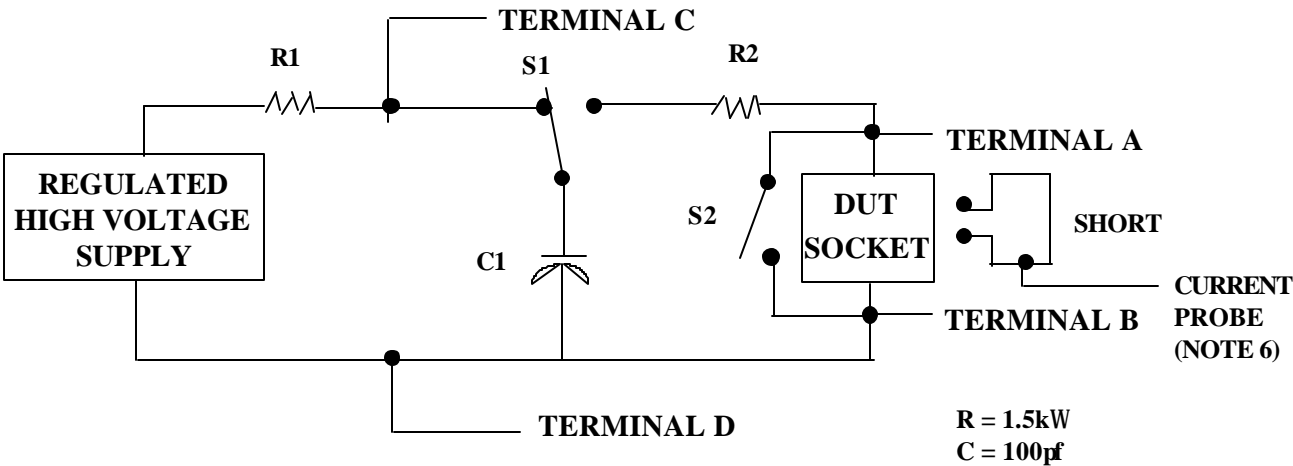 TERMINAL C
R1
S1
R2
TERMINAL A
REGULATED
HIGH VOLTAGE
SUPPLY
S2
DUT
SOCKET
SHORT
C1
CURRENT
PROBE
(NOTE 6)
TERMINAL B
TERMINAL D
R = 1.5kW
C = 100pf